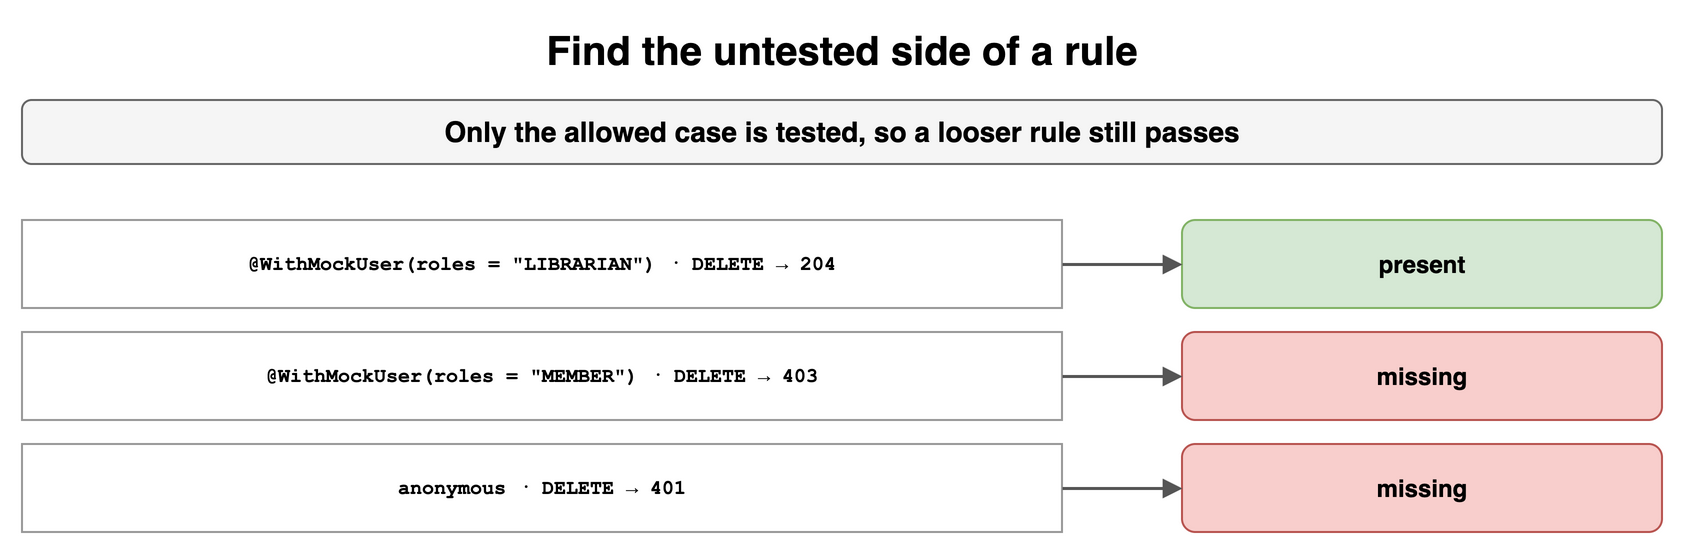 Find the untested side of a rule
Only the allowed case is tested, so a looser rule still passes
@WithMockUser(roles = "LIBRARIAN") · DELETE → 204
present
@WithMockUser(roles = "MEMBER") · DELETE → 403
missing
anonymous · DELETE → 401
missing